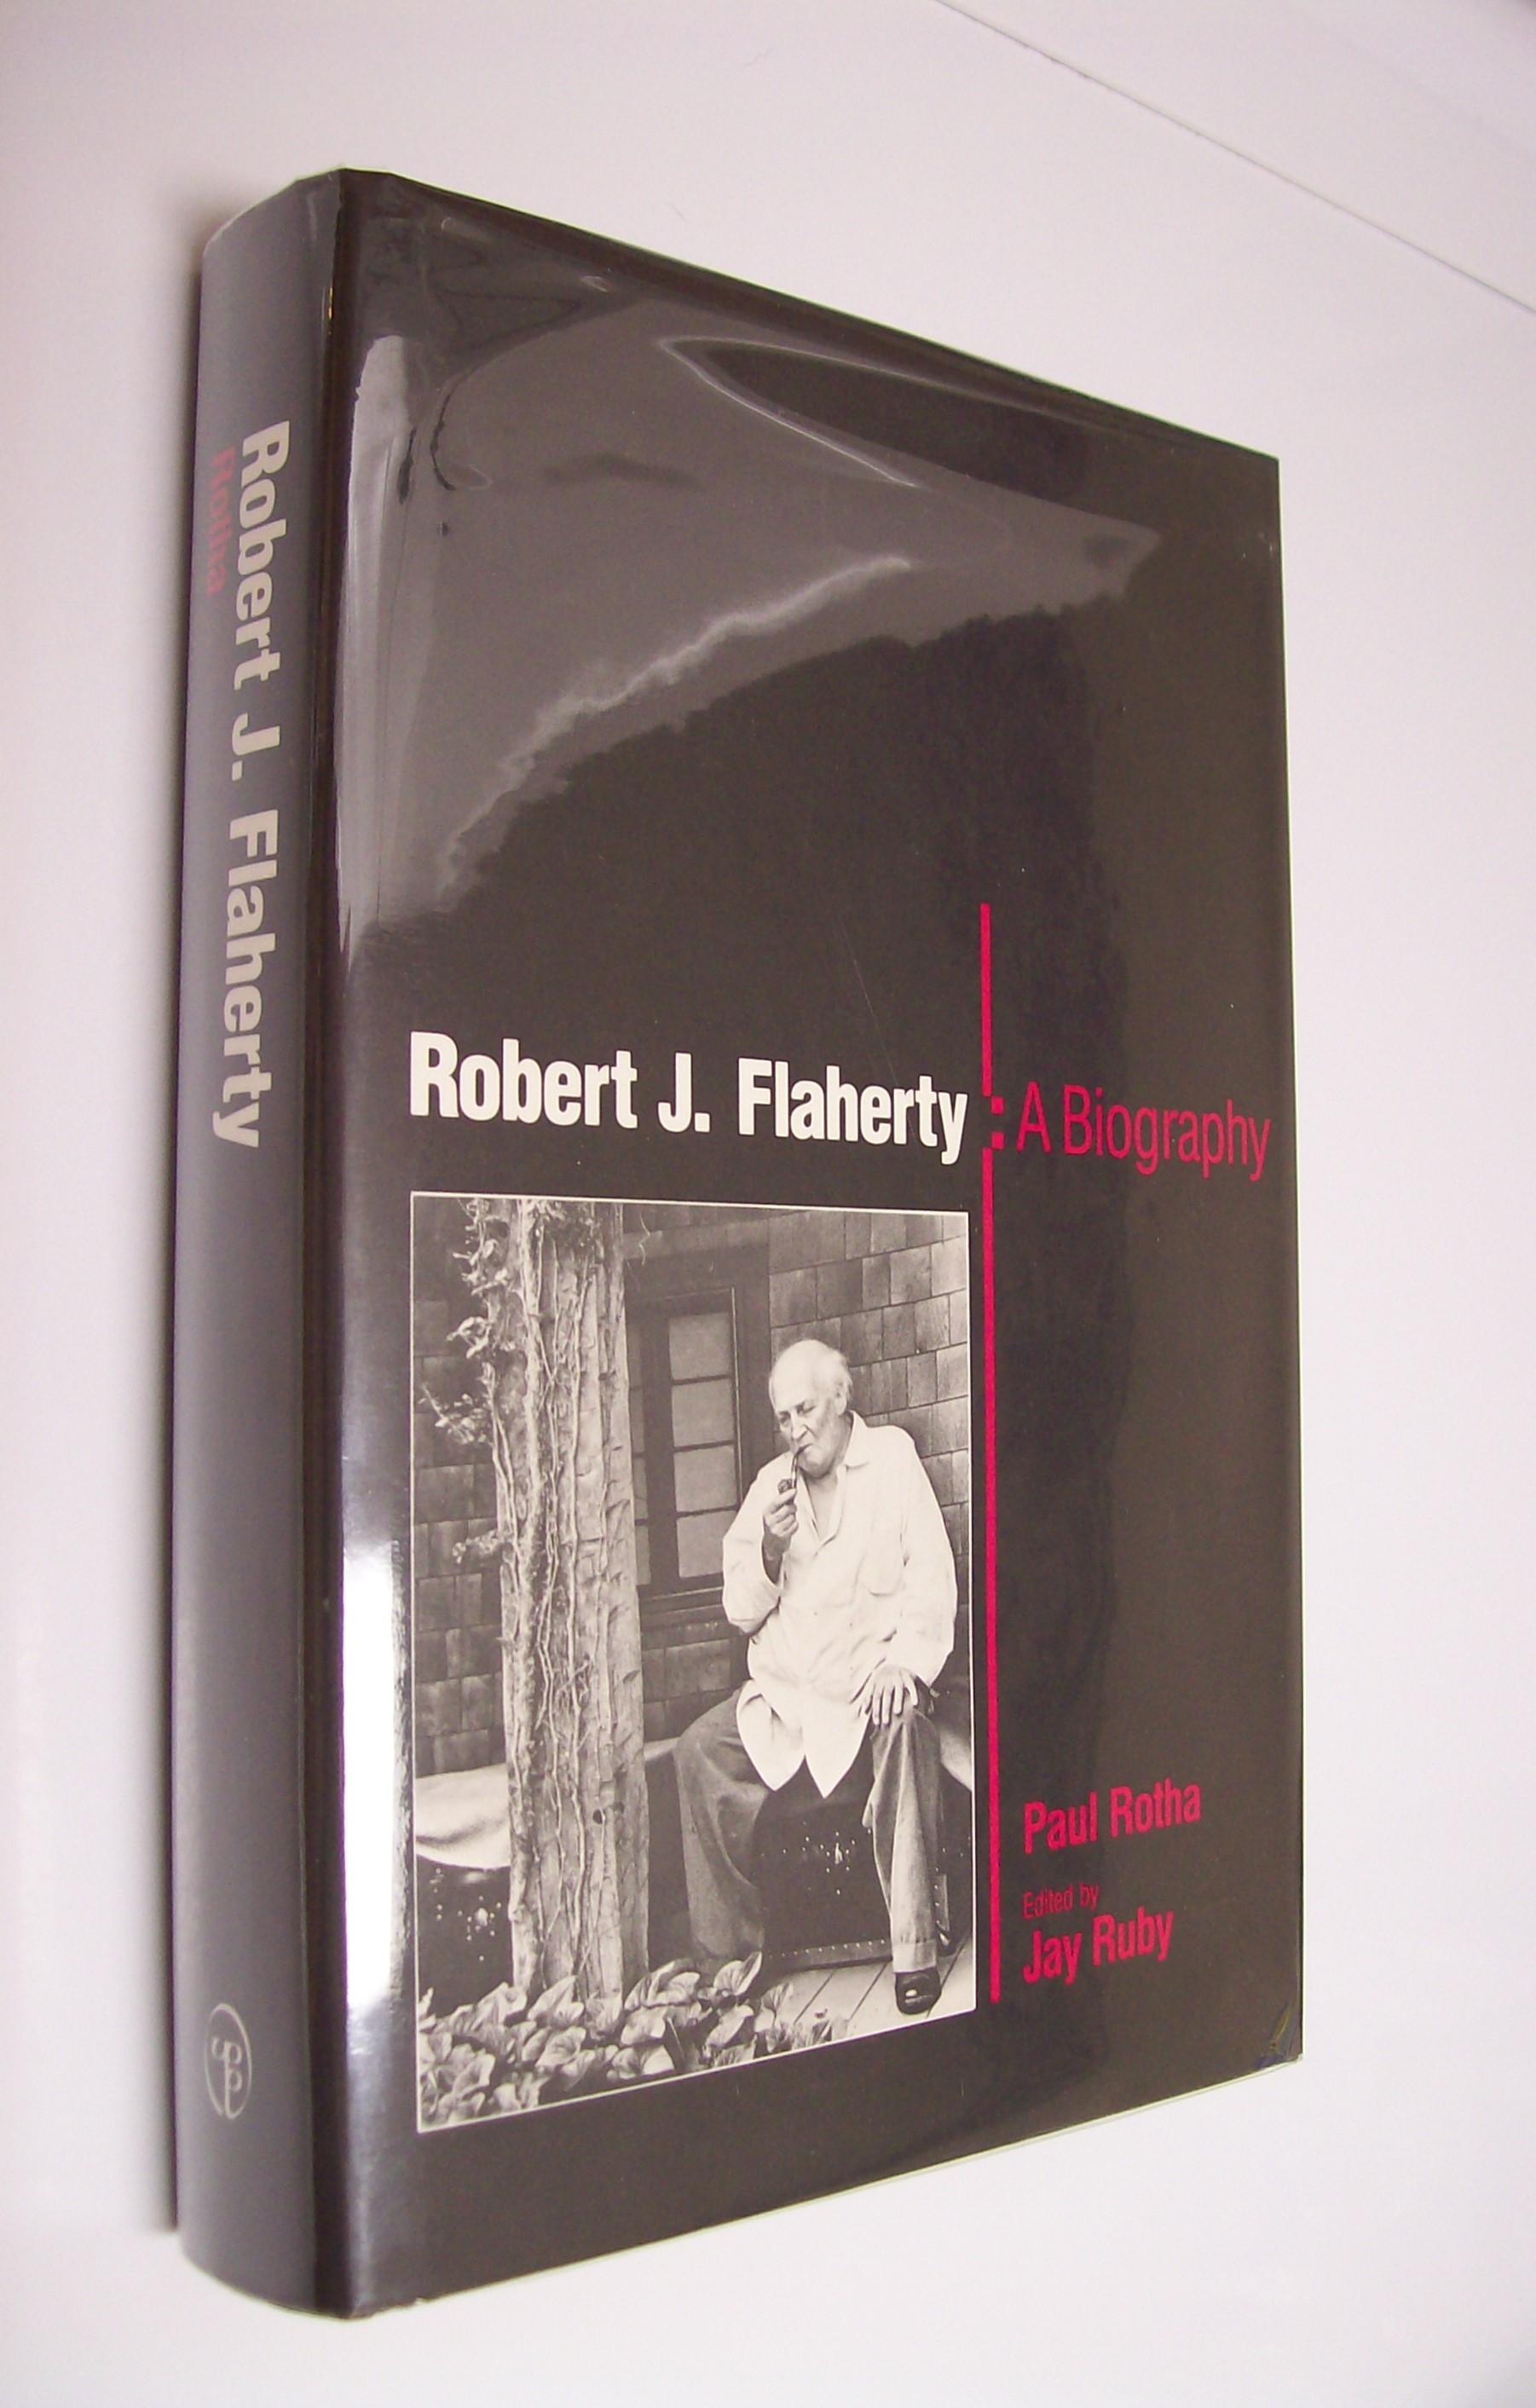 Robert J. Flaherty
Rotha
Robert J. Flaherty: A Biography
Paul Rotha
Edited by
Jay Ruby